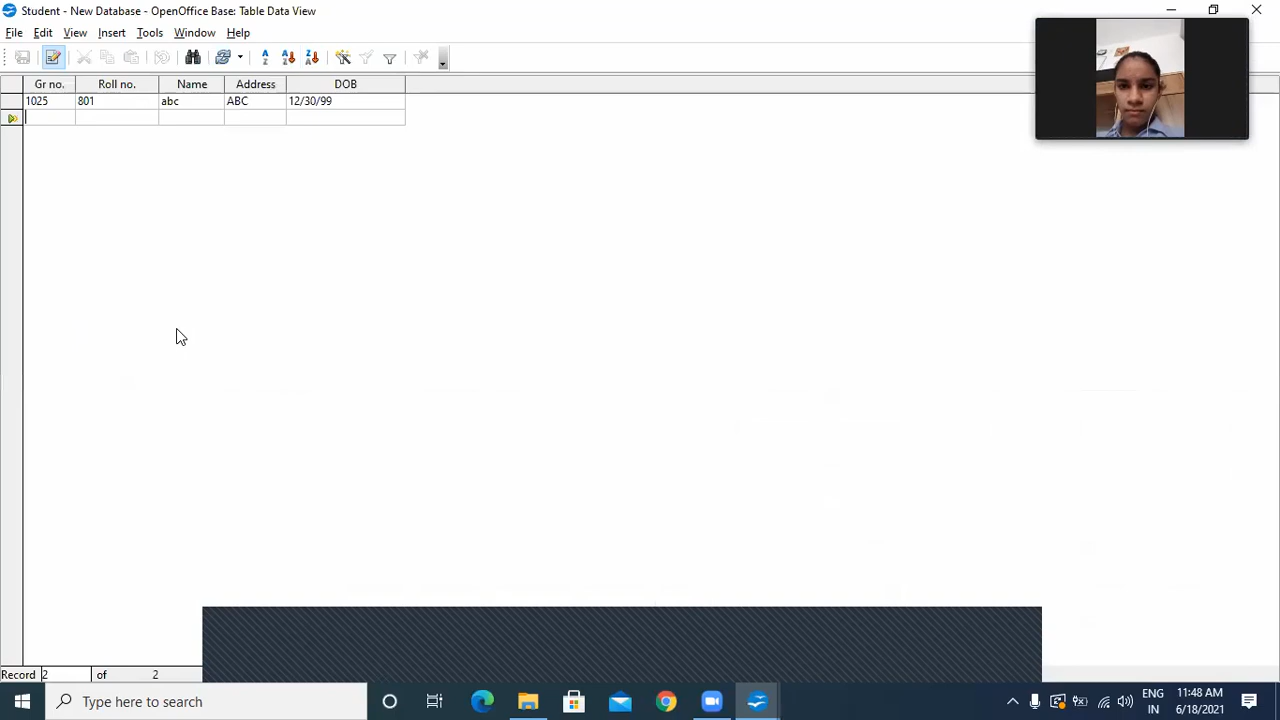 Student - New Database - OpenOffice Base: Table Data View
File Edit View Insert Tools Window Help
Gr no. Roll no. Name Address DOB
1025 801 abc ABC 12/30/99
Record 2 of 2
Type here to search
ENG 11:48 AM
IN 6/18/2021